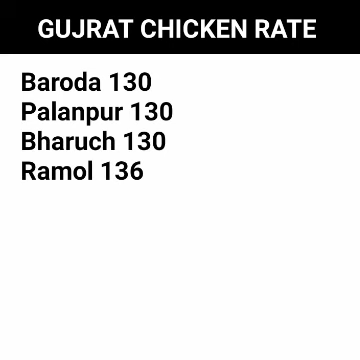 GUJRAT CHICKEN RATE
Baroda 130
Palanpur 130
Bharuch 130
Ramol 136